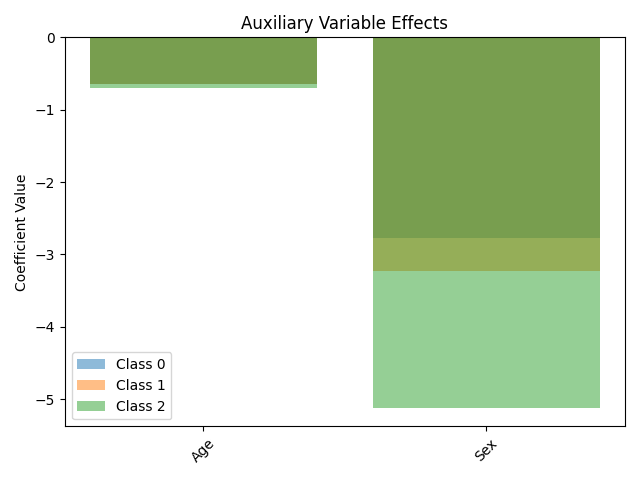 Auxiliary Variable Effects
Coefficient Value
0
−1
−2
−3
−4
−5
Class 0
Class 1
Class 2
Age
Sex